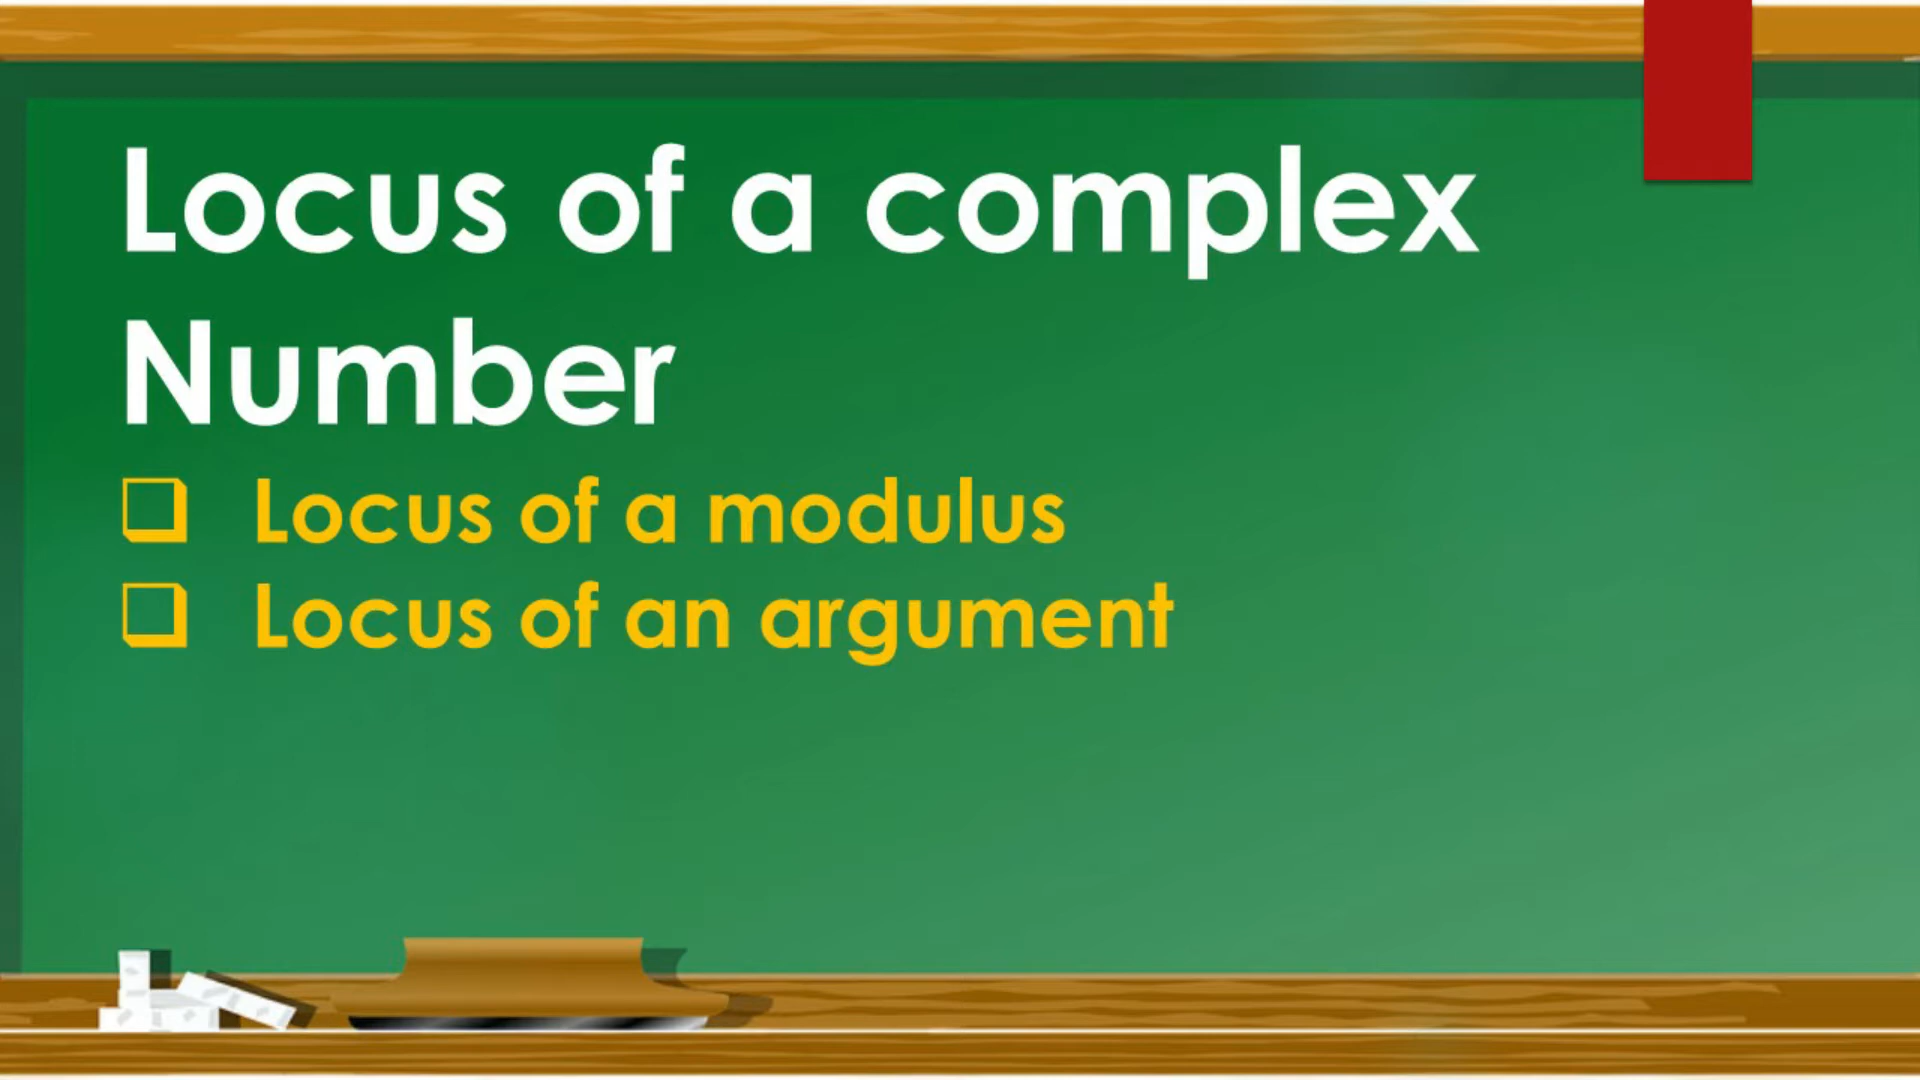 Locus of a complex
Number
❑ Locus of a modulus
❑ Locus of an argument